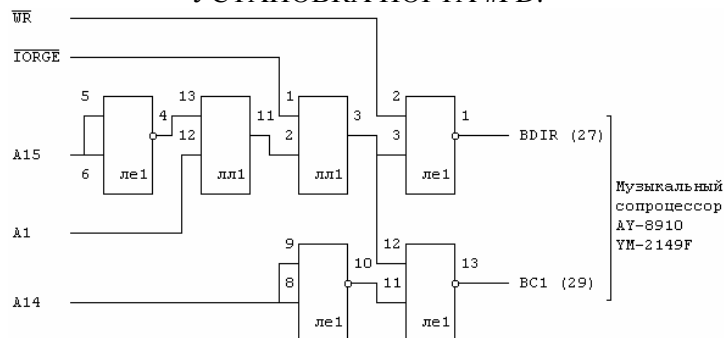 УСТАНОВКА ПОРТА #FD.
WR
IORGE
5 13 1 2
4 11 3 1
12 2 3
BDIR (27)
A15
6 ле1 лл1 лл1 ле1
Музыкальный
сопроцессор
AY-8910
YM-2149F
A1
9 12
10 13
8 11
BC1 (29)
A14
ле1 ле1